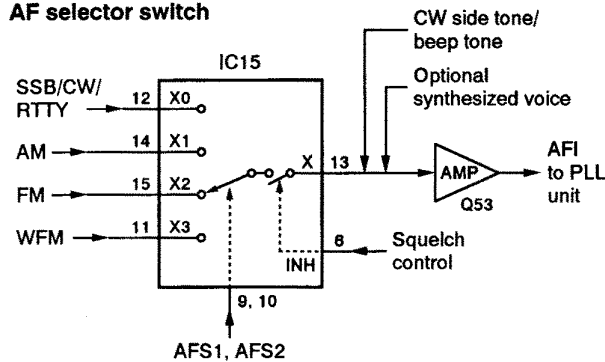 AF selector switch
CW side tone/
beep tone
IC15
Optional
synthesized voice
SSB/CW/
RTTY
12
X0
AM
14
X1
X
13
AMP
AFI
to PLL
unit
Q53
FM
15
X2
WFM
11
X3
INH
6
Squelch
control
9, 10
AFS1, AFS2